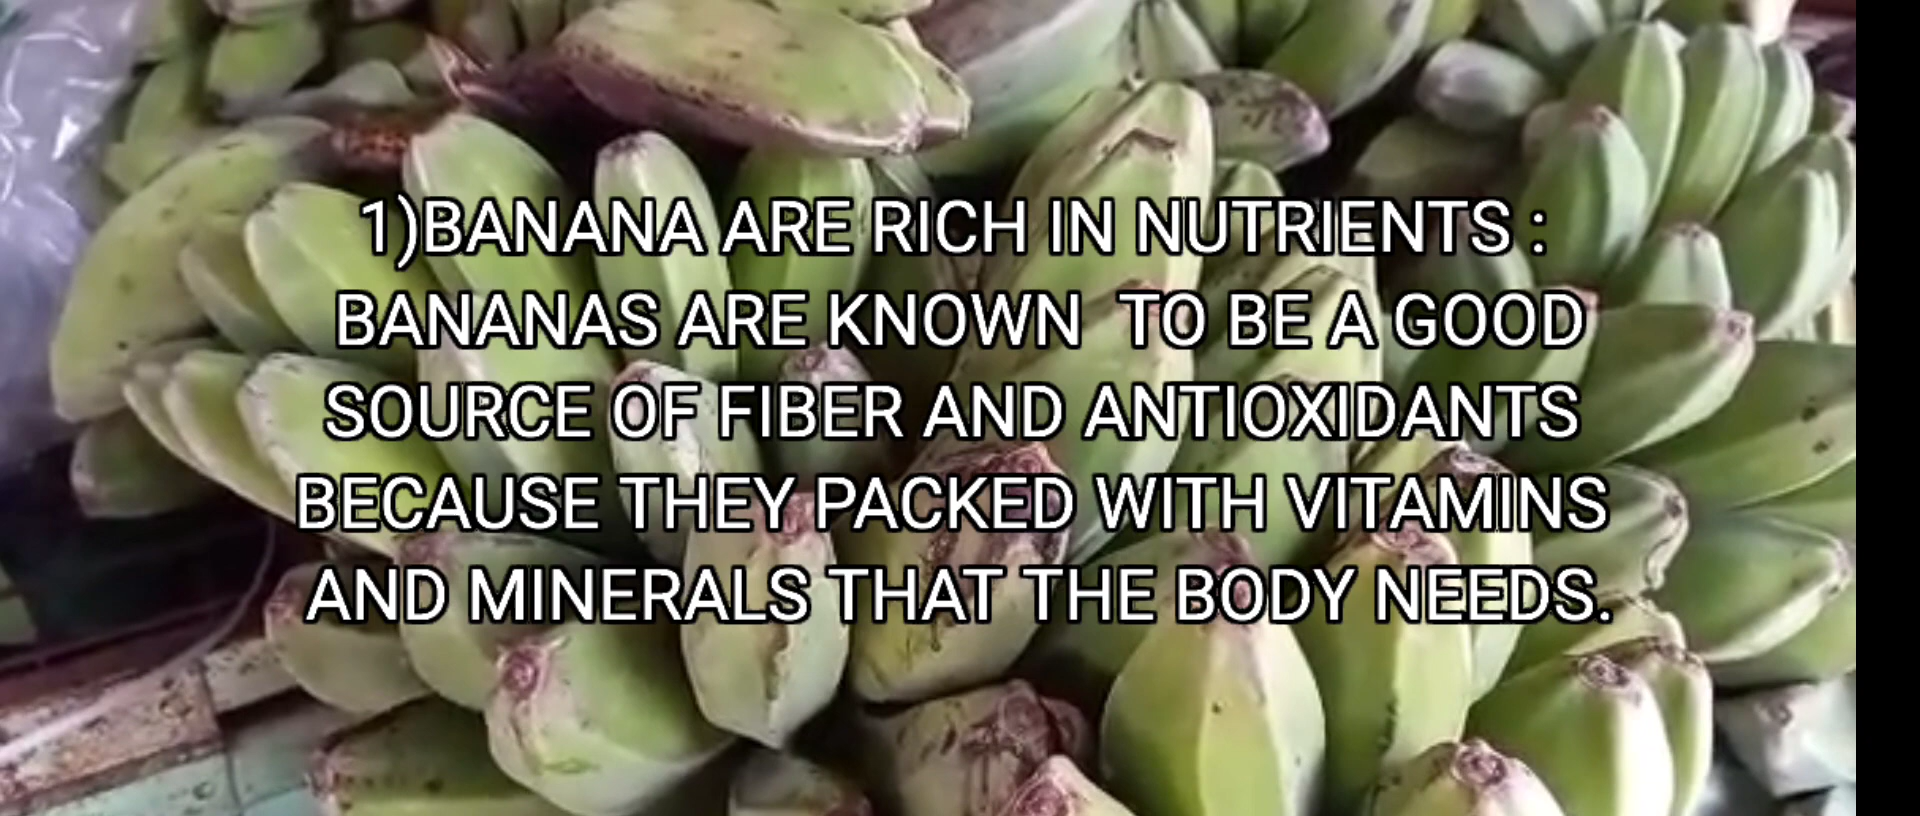 1)BANANA ARE RICH IN NUTRIENTS :
BANANAS ARE KNOWN  TO BE A GOOD
SOURCE OF FIBER AND ANTIOXIDANTS
BECAUSE THEY PACKED WITH VITAMINS
AND MINERALS THAT THE BODY NEEDS.